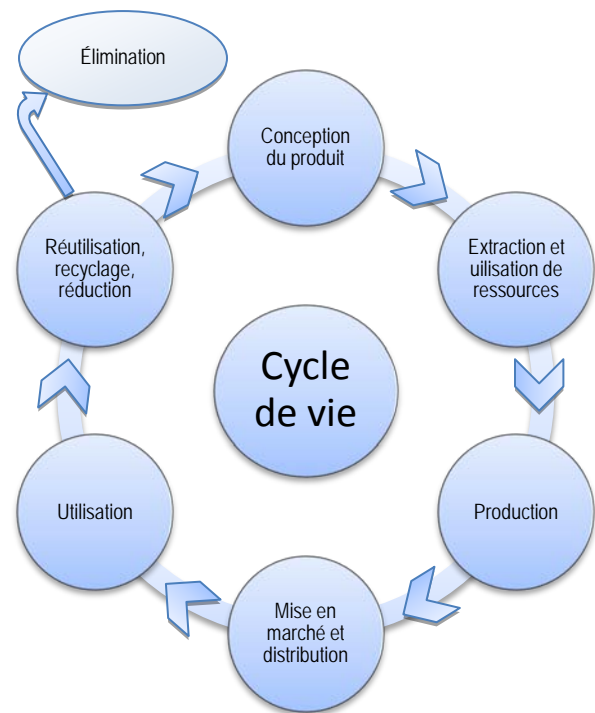 Élimination
Conception
du produit
Extraction et
uilisation de
ressources
Production
Mise en
marché et
distribution
Utilisation
Réutilisation,
recyclage,
réduction
Cycle
de vie